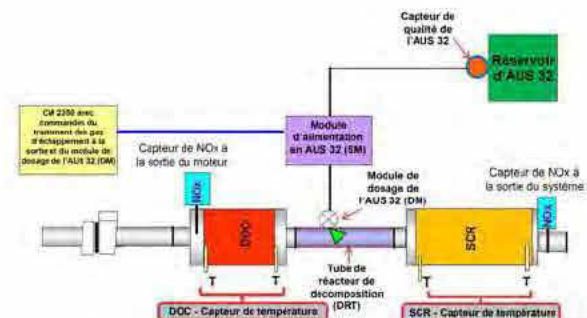 Capteur de
qualité de
l'AUS 32
Réservoir
d'AUS 32
CM 2350 avec
commandes du
traitement des gaz
d'échappement à la
sortie et du module de
dosage de l'AUS 32 (DM)
Module
d'alimentation
en AUS 32 (SM)
Capteur de NOx à
la sortie du moteur
Capteur de NOx à
la sortie du système
Module de
dosage de
l'AUS 32 (DN)
NOx
NOx
DOC
SCR
Tube de
réacteur de
décomposition
(DRT)
T
T
T
T
DOC - Capteur de température
SCR - Capteur de température